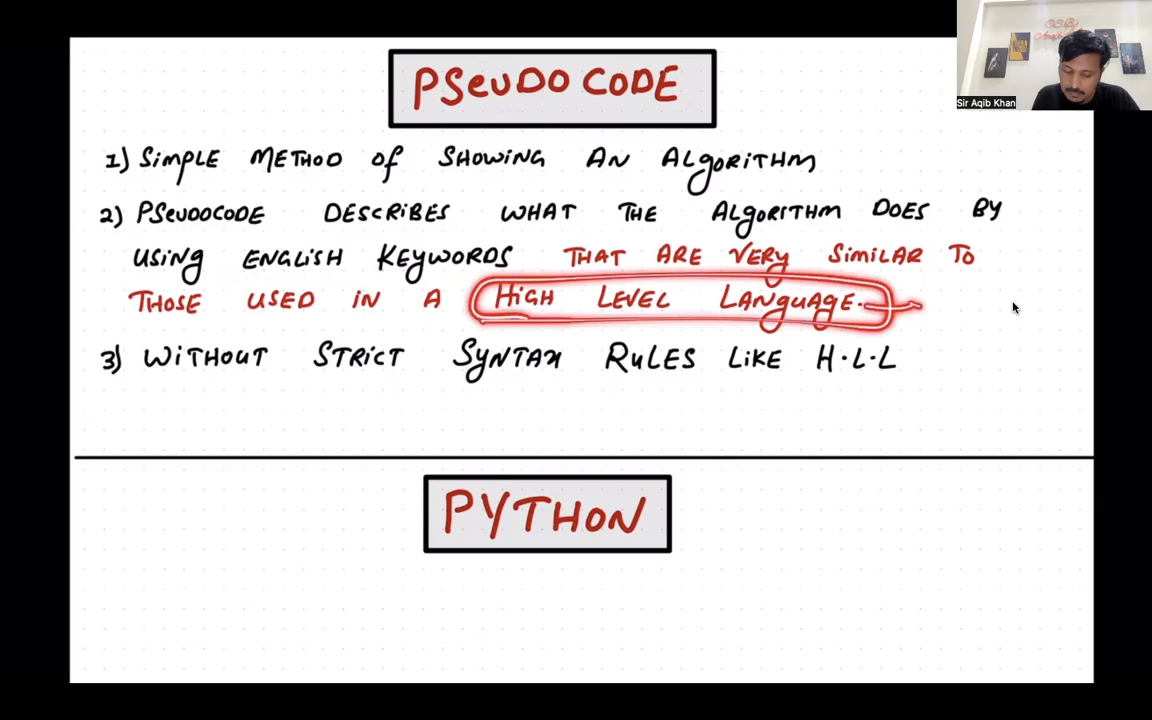 PSEUDO CODE
Sir Aqib Khan
1) SIMPLE METHOD OF SHOWING AN ALGORITHM
2) PSEUDOCODE DESCRIBES WHAT THE ALGORITHM DOES BY
USING ENGLISH KEYWORDS THAT ARE VERY SIMILAR TO
THOSE USED IN A HIGH LEVEL LANGUAGE.
3) WITHOUT STRICT SYNTAX RULES LIKE H.L.L
PYTHON